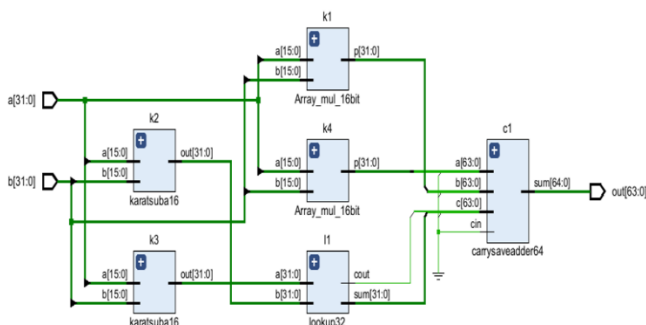 k1
a[15:0]
b[15:0]
p[31:0]
Array_mul_16bit
a[31:0]
k2
a[15:0]
b[15:0]
out[31:0]
karatsuba16
k4
a[15:0]
b[15:0]
p[31:0]
Array_mul_16bit
c1
a[63:0]
b[63:0]
c[63:0]
cin
sum[64:0]
carrysaveadder64
out[63:0]
b[31:0]
k3
a[15:0]
b[15:0]
out[31:0]
karatsuba16
l1
a[31:0]
b[31:0]
cout
sum[31:0]
lookup32